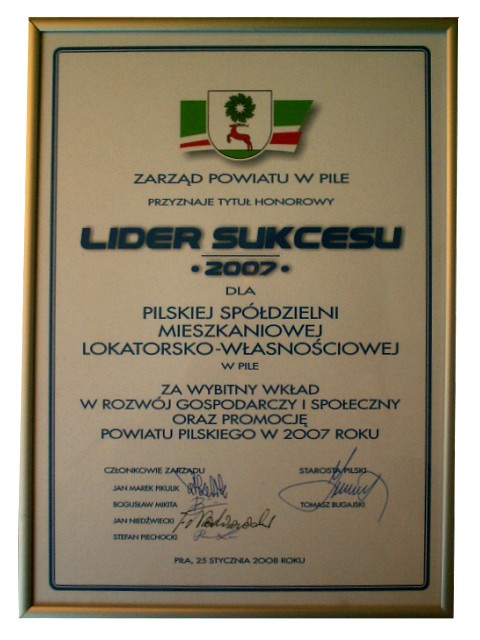 ZARZĄD POWIATU W PILE
PRZYZNAJE TYTUŁ HONOROWY
LIDER SUKCESU
• 2007 •
DLA
PILSKIEJ SPÓŁDZIELNI
MIESZKANIOWEJ
LOKATORSKO-WŁASNOŚCIOWEJ
W PILE
ZA WYBITNY WKŁAD
W ROZWÓJ GOSPODARCZY I SPOŁECZNY
ORAZ PROMOCJĘ
POWIATU PILSKIEGO W 2007 ROKU
CZŁONKOWIE ZARZĄDU
JAN MAREK PIKULIK
BOGUSŁAW MIKITA
JAN NIEDŹWIECKI
STEFAN PIECHOCKI
STAROSTA PILSKI
TOMASZ BUGAJSKI
PIŁA, 25 STYCZNIA 2008 ROKU